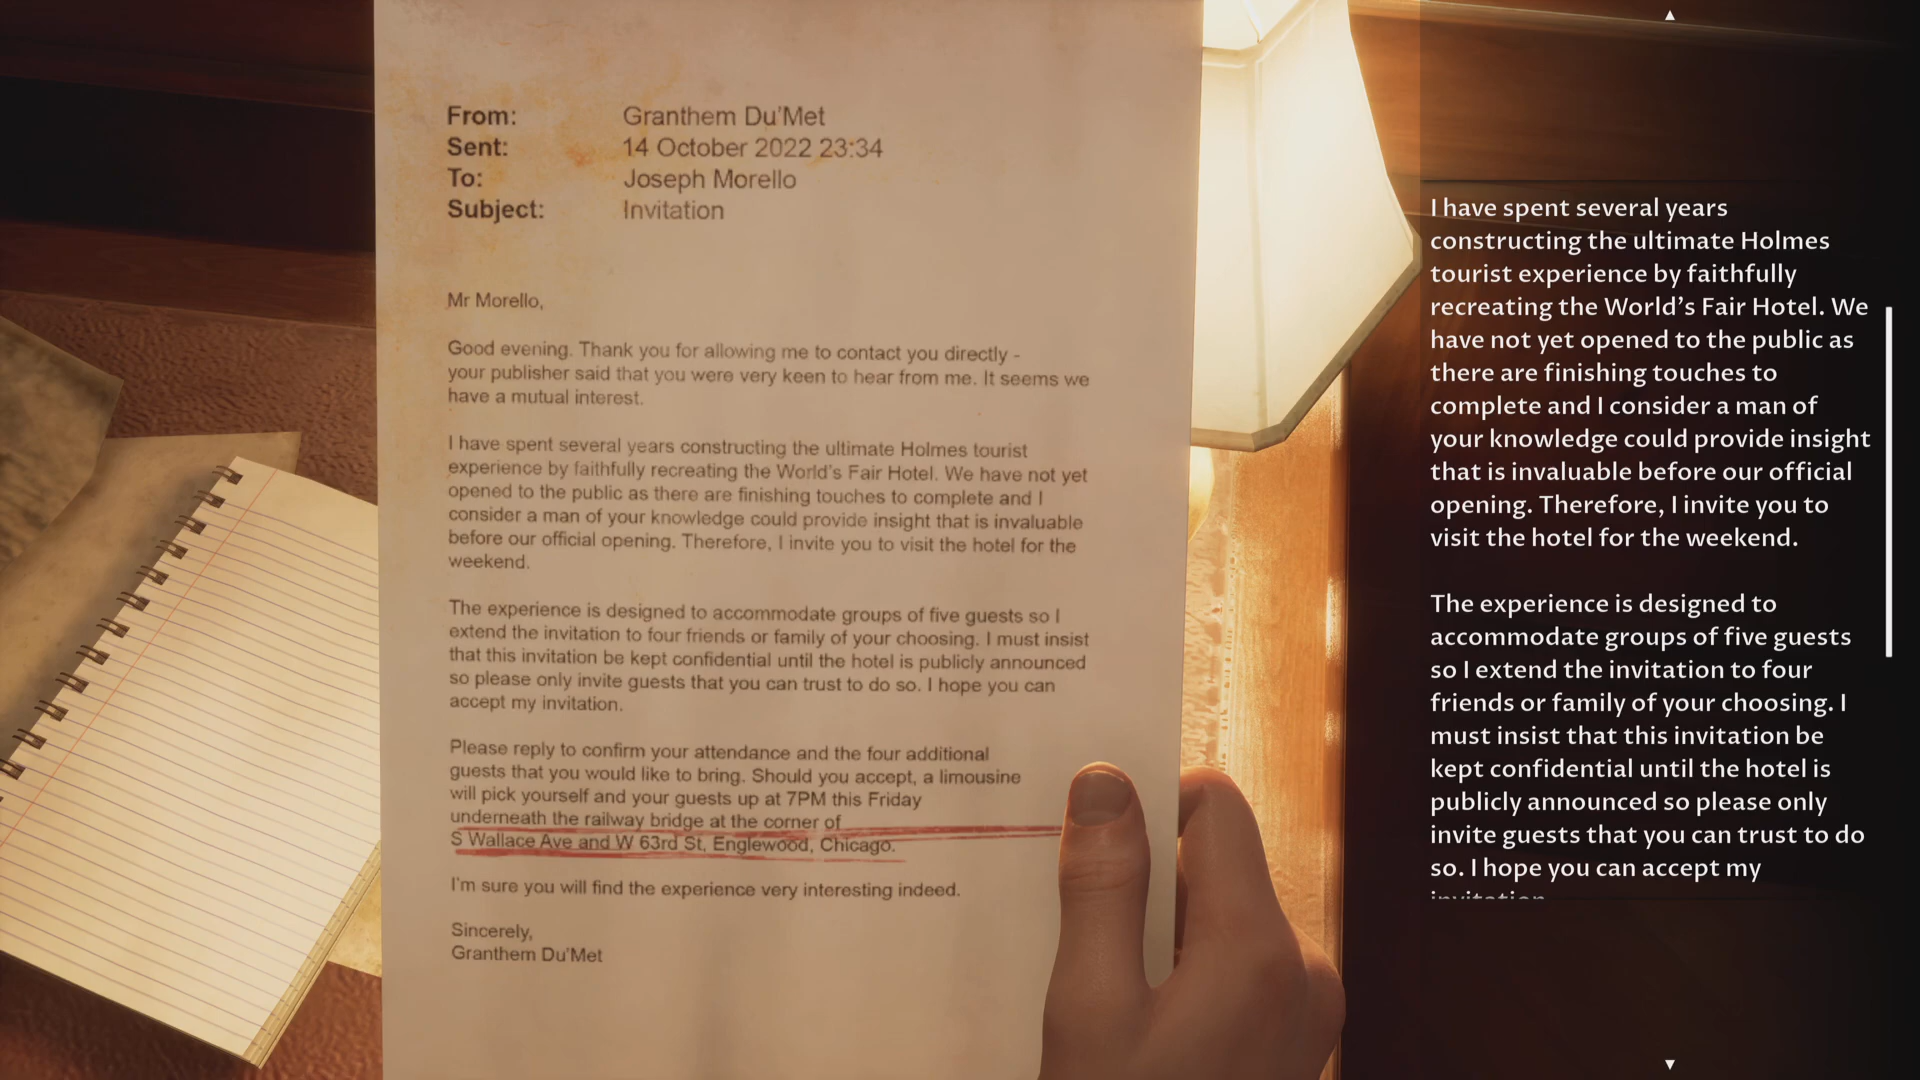 From: Granthem Du'Met
Sent: 14 October 2022 23:34
To: Joseph Morello
Subject: Invitation
Mr Morello,
Good evening. Thank you for allowing me to contact you directly -
your publisher said that you were very keen to hear from me. It seems we
have a mutual interest.
I have spent several years constructing the ultimate Holmes tourist
experience by faithfully recreating the World's Fair Hotel. We have not yet
opened to the public as there are finishing touches to complete and I
consider a man of your knowledge could provide insight that is invaluable
before our official opening. Therefore, I invite you to visit the hotel for the
weekend.
The experience is designed to accommodate groups of five guests so I
extend the invitation to four friends or family of your choosing. I must insist
that this invitation be kept confidential until the hotel is publicly announced
so please only invite guests that you can trust to do so. I hope you can
accept my invitation.
Please reply to confirm your attendance and the four additional
guests that you would like to bring. Should you accept, a limousine
will pick yourself and your guests up at 7PM this Friday
underneath the railway bridge at the corner of
S Wallace Ave and W 63rd St, Englewood, Chicago.
I'm sure you will find the experience very interesting indeed.
Sincerely,
Granthem Du'Met
I have spent several years
constructing the ultimate Holmes
tourist experience by faithfully
recreating the World's Fair Hotel. We
have not yet opened to the public as
there are finishing touches to
complete and I consider a man of
your knowledge could provide insight
that is invaluable before our official
opening. Therefore, I invite you to
visit the hotel for the weekend.
The experience is designed to
accommodate groups of five guests
so I extend the invitation to four
friends or family of your choosing. I
must insist that this invitation be
kept confidential until the hotel is
publicly announced so please only
invite guests that you can trust to do
so. I hope you can accept my
invitation